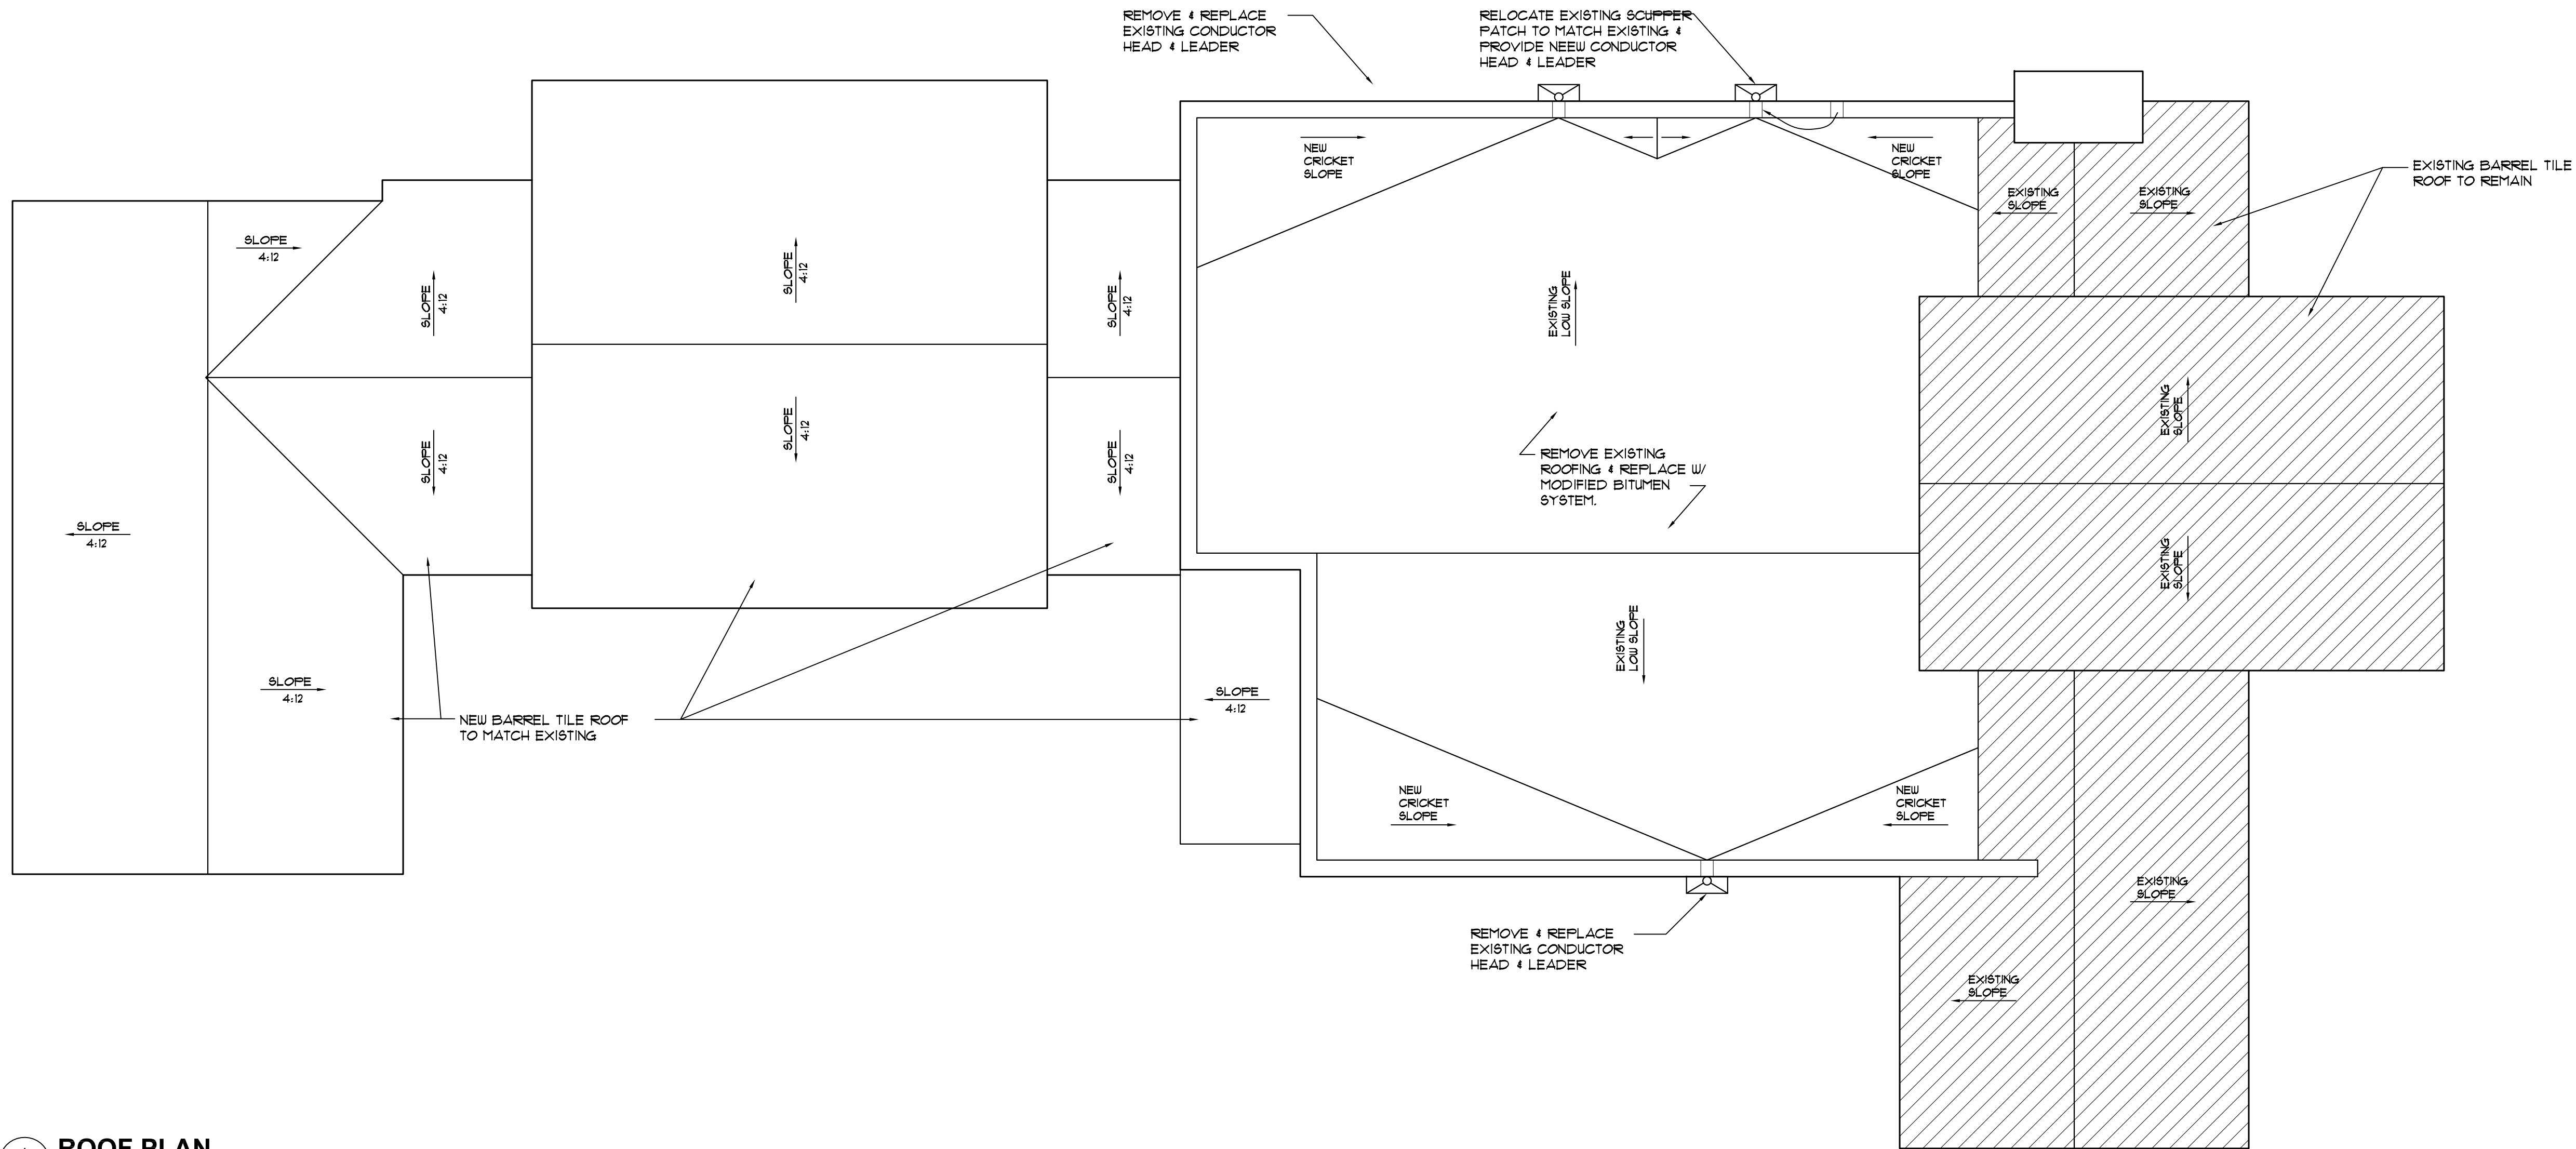 REMOVE & REPLACE
EXISTING CONDUCTOR
HEAD & LEADER
RELOCATE EXISTING SCUPPER
PATCH TO MATCH EXISTING &
PROVIDE NEEW CONDUCTOR
HEAD & LEADER
NEW
CRICKET
SLOPE
NEW
CRICKET
SLOPE
EXISTING BARREL TILE
ROOF TO REMAIN
EXISTING
SLOPE
EXISTING
SLOPE
SLOPE
4:12
SLOPE
4:12
SLOPE
4:12
SLOPE
4:12
EXISTING
LOW SLOPE
EXISTING
SLOPE
SLOPE
4:12
SLOPE
4:12
SLOPE
4:12
REMOVE EXISTING
ROOFING & REPLACE W/
MODIFIED BITUMEN
SYSTEM.
SLOPE
4:12
EXISTING
SLOPE
EXISTING
LOW SLOPE
SLOPE
4:12
SLOPE
4:12
NEW BARREL TILE ROOF
TO MATCH EXISTING
NEW
CRICKET
SLOPE
NEW
CRICKET
SLOPE
EXISTING
SLOPE
REMOVE & REPLACE
EXISTING CONDUCTOR
HEAD & LEADER
EXISTING
SLOPE
ROOF PLAN